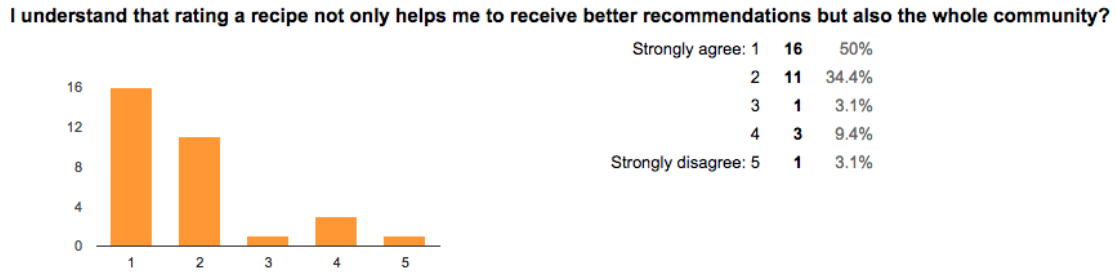 I understand that rating a recipe not only helps me to receive better recommendations but also the whole community?
Strongly agree: 1 16 50%
2 11 34.4%
3 1 3.1%
4 3 9.4%
Strongly disagree: 5 1 3.1%
16
12
8
4
0
1 2 3 4 5